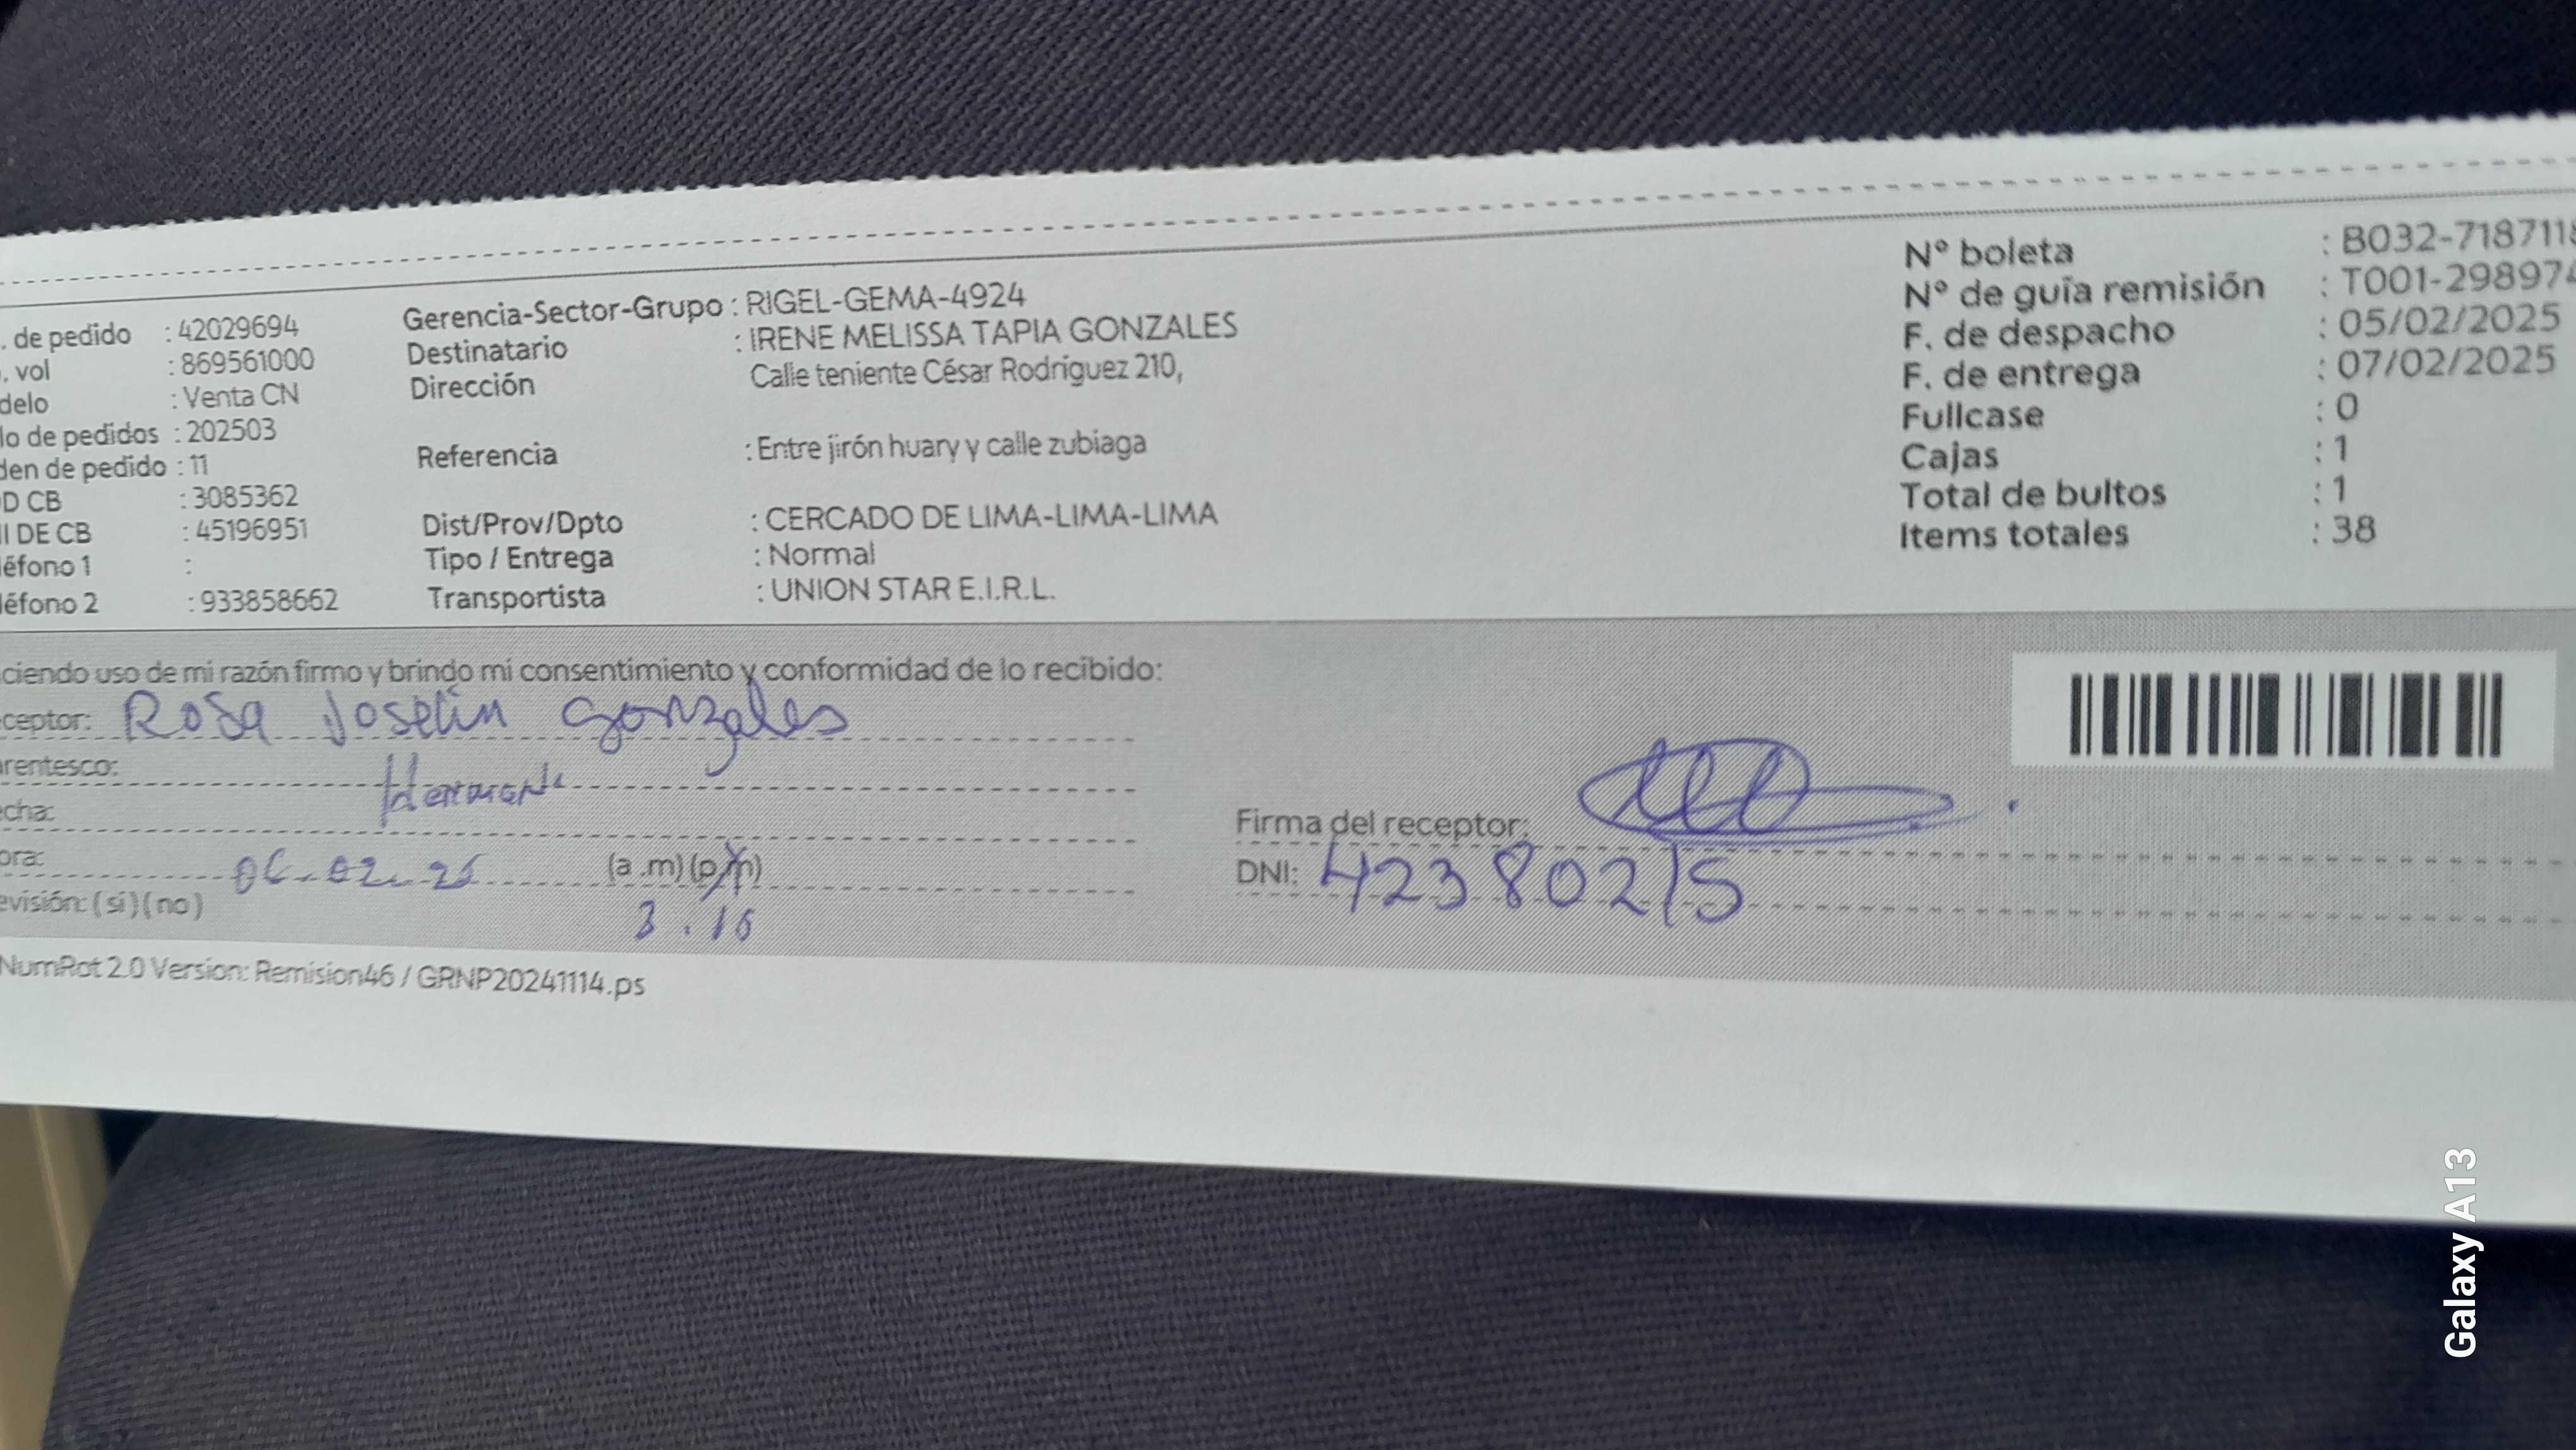 . de pedido : 42029694
. vol : 869561000
delo : Venta CN
lo de pedidos : 202503
den de pedido : 11
D CB : 3085362
II DE CB : 45196951
léfono 1 :
léfono 2 : 933858662
Gerencia-Sector-Grupo : RIGEL-GEMA-4924
Destinatario : IRENE MELISSA TAPIA GONZALES
Dirección Calle teniente César Rodríguez 210,
Referencia : Entre jirón huary y calle zubiaga
Dist/Prov/Dpto : CERCADO DE LIMA-LIMA-LIMA
Tipo / Entrega : Normal
Transportista : UNION STAR E.I.R.L.
N° boleta : B032-718711
N° de guía remisión : T001-298974
F. de despacho : 05/02/2025
F. de entrega : 07/02/2025
Fullcase : 0
Cajas : 1
Total de bultos : 1
Items totales : 38
ciendo uso de mi razón firmo y brindo mi consentimiento y conformidad de lo recibido:
ceptor: Rosa Joselin Gonzales
rentesco:
Hermana
cha:
ora: 06-02-25 (a .m) (p.m)
evisión: ( si ) ( no )
3.15
Firma del receptor:
DNI: 42380215
NumRot 2.0 Version: Remision46 / GRNP20241114.ps
Galaxy A13